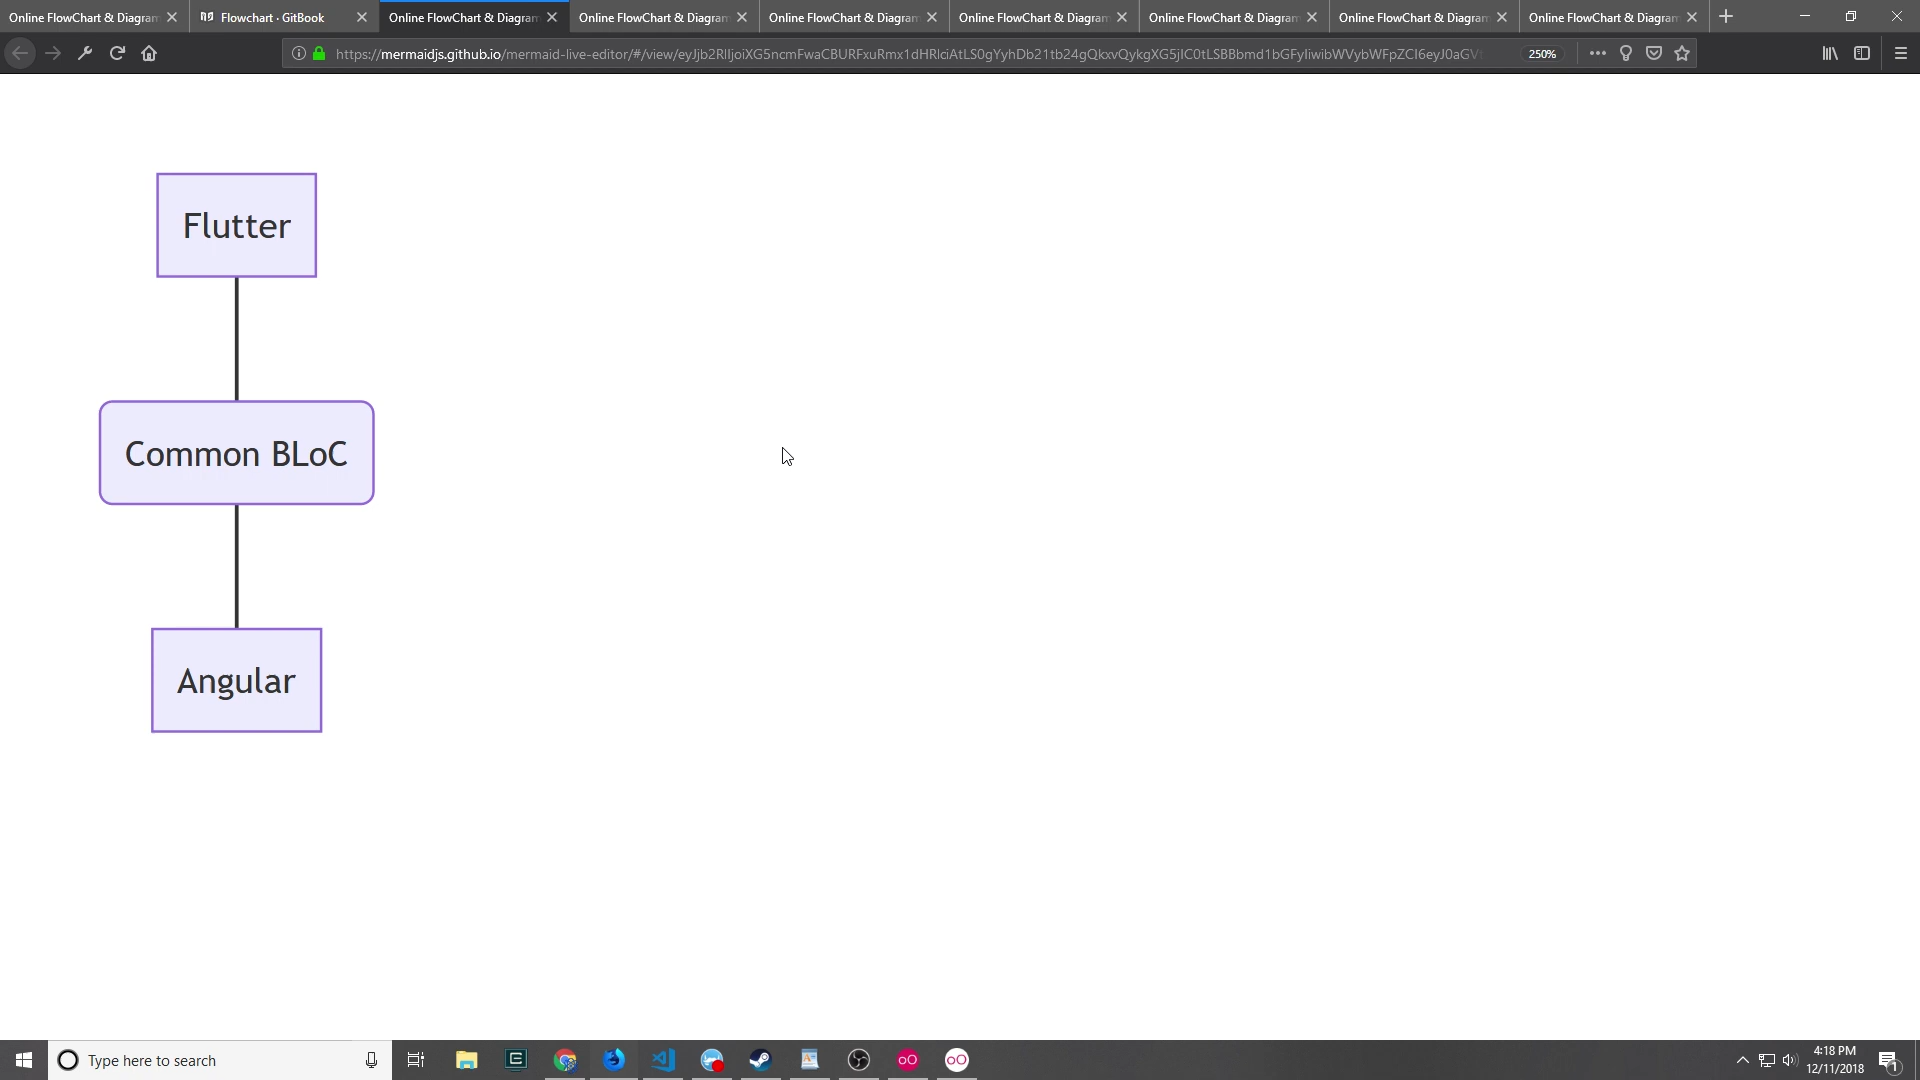 Online FlowChart & Diagram
Flowchart · GitBook
Online FlowChart & Diagram
Online FlowChart & Diagram
Online FlowChart & Diagram
Online FlowChart & Diagram
Online FlowChart & Diagram
Online FlowChart & Diagram
Online FlowChart & Diagram
250%
Flutter
Common BLoC
Angular
Type here to search
4:18 PM
12/11/2018
1